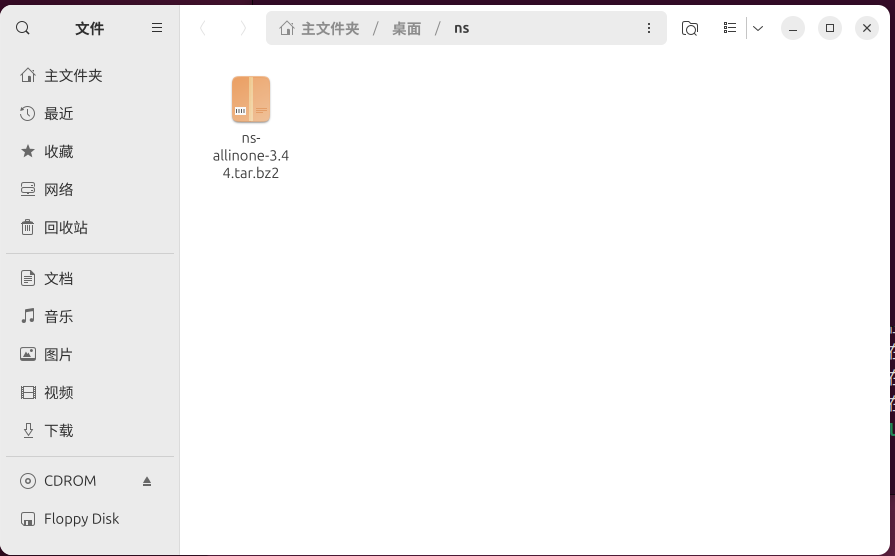 文件
主文件夹 / 桌面 / ns
主文件夹
最近
收藏
网络
回收站
文档
音乐
图片
视频
下载
CDROM
Floppy Disk
ns-
allinone-3.4
4.tar.bz2